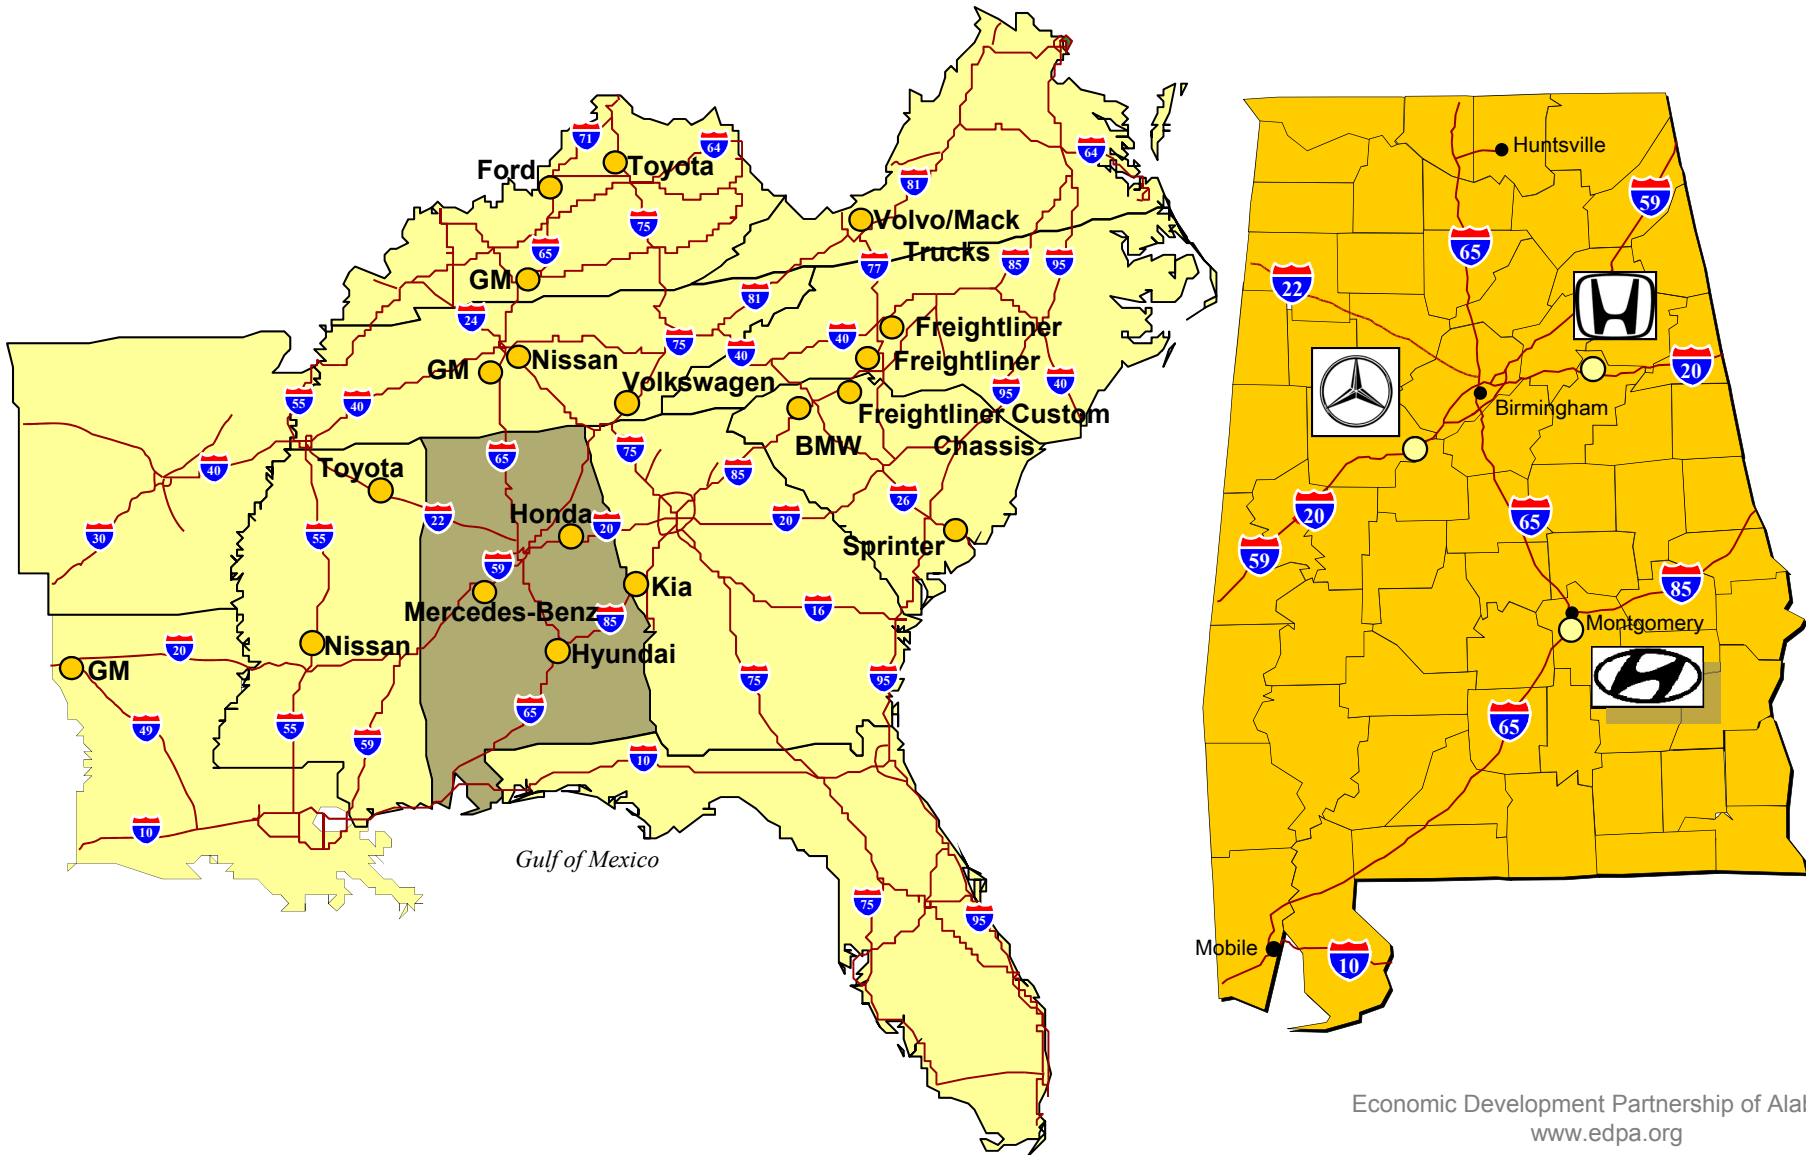 71
64
Ford
Toyota
64
81
75
Volvo/Mack
Trucks
65
77
85
95
GM
81
24
Freightliner
40
75
40
Nissan
Freightliner
GM
Volkswagen
95
40
55
40
Freightliner Custom
Chassis
BMW
65
75
85
40
Toyota
26
22
Honda
20
20
30
55
Sprinter
59
Kia
Mercedes-Benz
16
85
Nissan
Hyundai
20
GM
75
95
65
49
55
59
10
10
Gulf of Mexico
75
95
Huntsville
59
65
22
20
Birmingham
20
65
59
85
Montgomery
65
Mobile
10
Economic Development Partnership of Alab
www.edpa.org